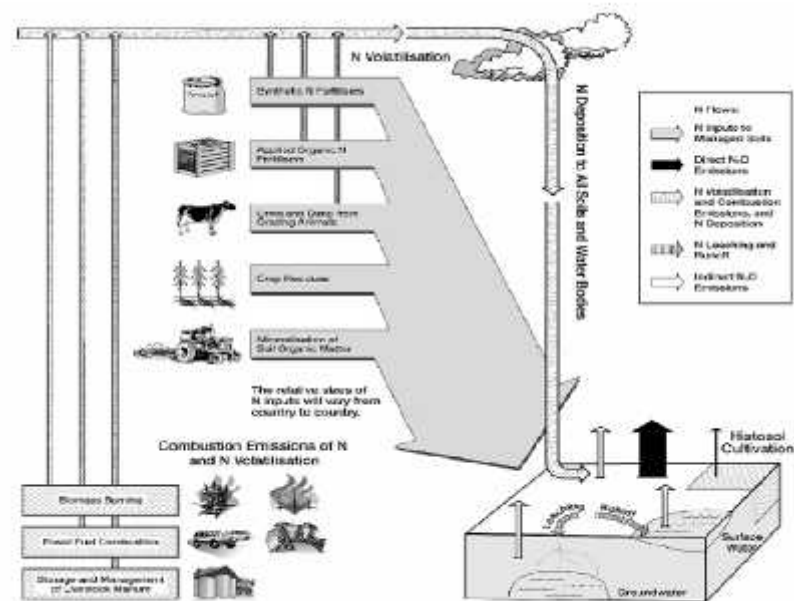 N Volatilisation
Synthetic N Fertilisers
Applied Organic N
Fertilisers
Urine and Dung from
Grazing Animals
Crop Residues
Mineralisation of
Soil Organic Matter
The relative sizes of
N inputs will vary from
country to country.
N Deposition to All Soils and Water Bodies
N Flows
N Inputs to
Managed Soils
Direct N₂O
Emissions
N Volatilisation
and Combustion
Emissions, and
N Deposition
N Leaching and
Runoff
Indirect N₂O
Emissions
Combustion Emissions of N
and N Volatilisation
Biomass Burning
Fossil Fuel Combustion
Storage and Management
of Livestock Manure
Histosol
Cultivation
Leaching
Runoff
Surface
Water
Groundwater